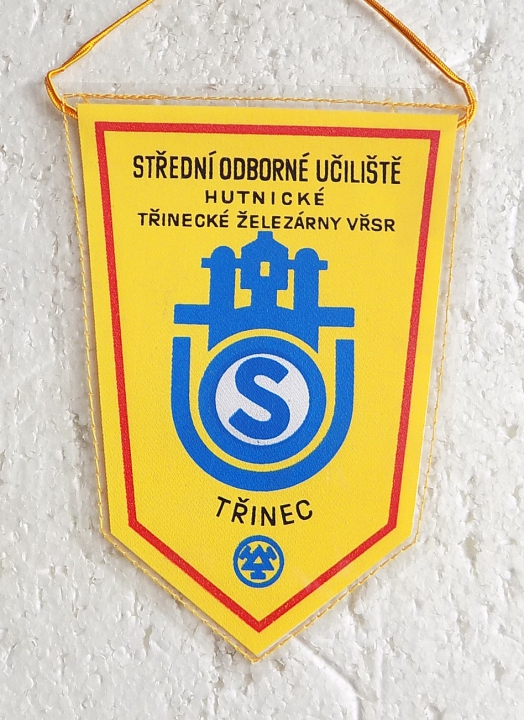 STŘEDNÍ ODBORNÉ UČILIŠTĚ
HUTNICKÉ
TŘINECKÉ ŽELEZÁRNY VŘSR
S
TŘINEC